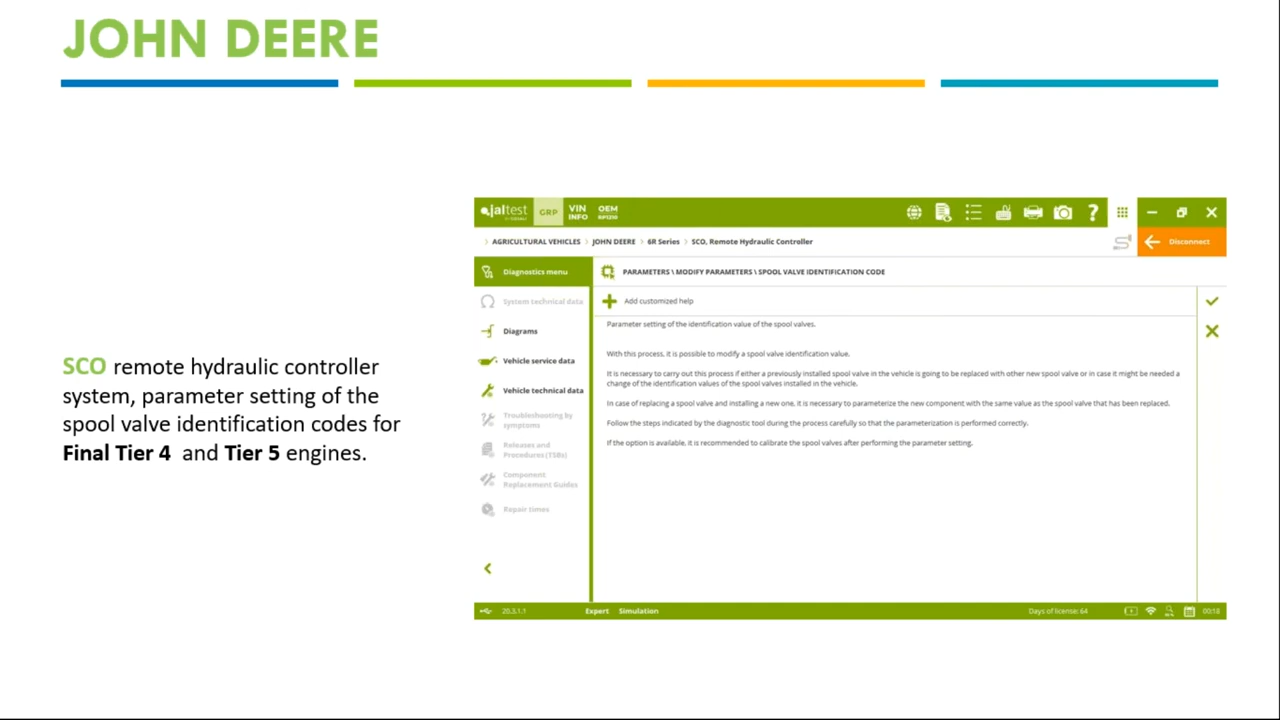 JOHN DEERE
SCO remote hydraulic controller
system, parameter setting of the
spool valve identification codes for
Final Tier 4 and Tier 5 engines.
jaltest
GRP
VIN
INFO
OEM
?
> AGRICULTURAL VEHICLES > JOHN DEERE > 6R Series > SCO, Remote Hydraulic Controller
Disconnect
Diagnostics menu
System technical data
Diagrams
Vehicle service data
Vehicle technical data
Troubleshooting by
symptoms
Releases and
Procedures (TSBs)
Component
Replacement Guides
Repair times
PARAMETERS \ MODIFY PARAMETERS \ SPOOL VALVE IDENTIFICATION CODE
Add customized help
Parameter setting of the identification value of the spool valves.
With this process, it is possible to modify a spool valve identification value.
It is necessary to carry out this process if either a previously installed spool valve in the vehicle is going to be replaced with other new spool valve or in case it might be needed a
change of the identification values of the spool valves installed in the vehicle.
In case of replacing a spool valve and installing a new one, it is necessary to parameterize the new component with the same value as the spool valve that has been replaced.
Follow the steps indicated by the diagnostic tool during the process carefully so that the parameterization is performed correctly.
If the option is available, it is recommended to calibrate the spool valves after performing the parameter setting.
20.3.1.1
Expert Simulation
Days of license: 64
00:18